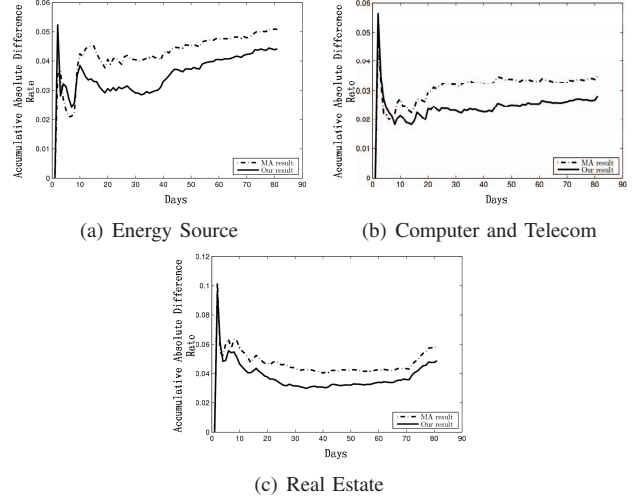 0.06
0.05
0.04
0.03
0.02
0.01
0
Accumulative Absolute Difference
Rate
0 10 20 30 40 50 60 70 80 90
Days
MA result
Our result
(a) Energy Source
0.06
0.05
0.04
0.03
0.02
0.01
0
Accumulative Absolute Difference
Rate
0 10 20 30 40 50 60 70 80 90
Days
MA result
Our result
(b) Computer and Telecom
0.12
0.1
0.08
0.06
0.04
0.02
0
Accumulative Absolute Difference
Rate
0 10 20 30 40 50 60 70 80 90
Days
MA result
Our result
(c) Real Estate